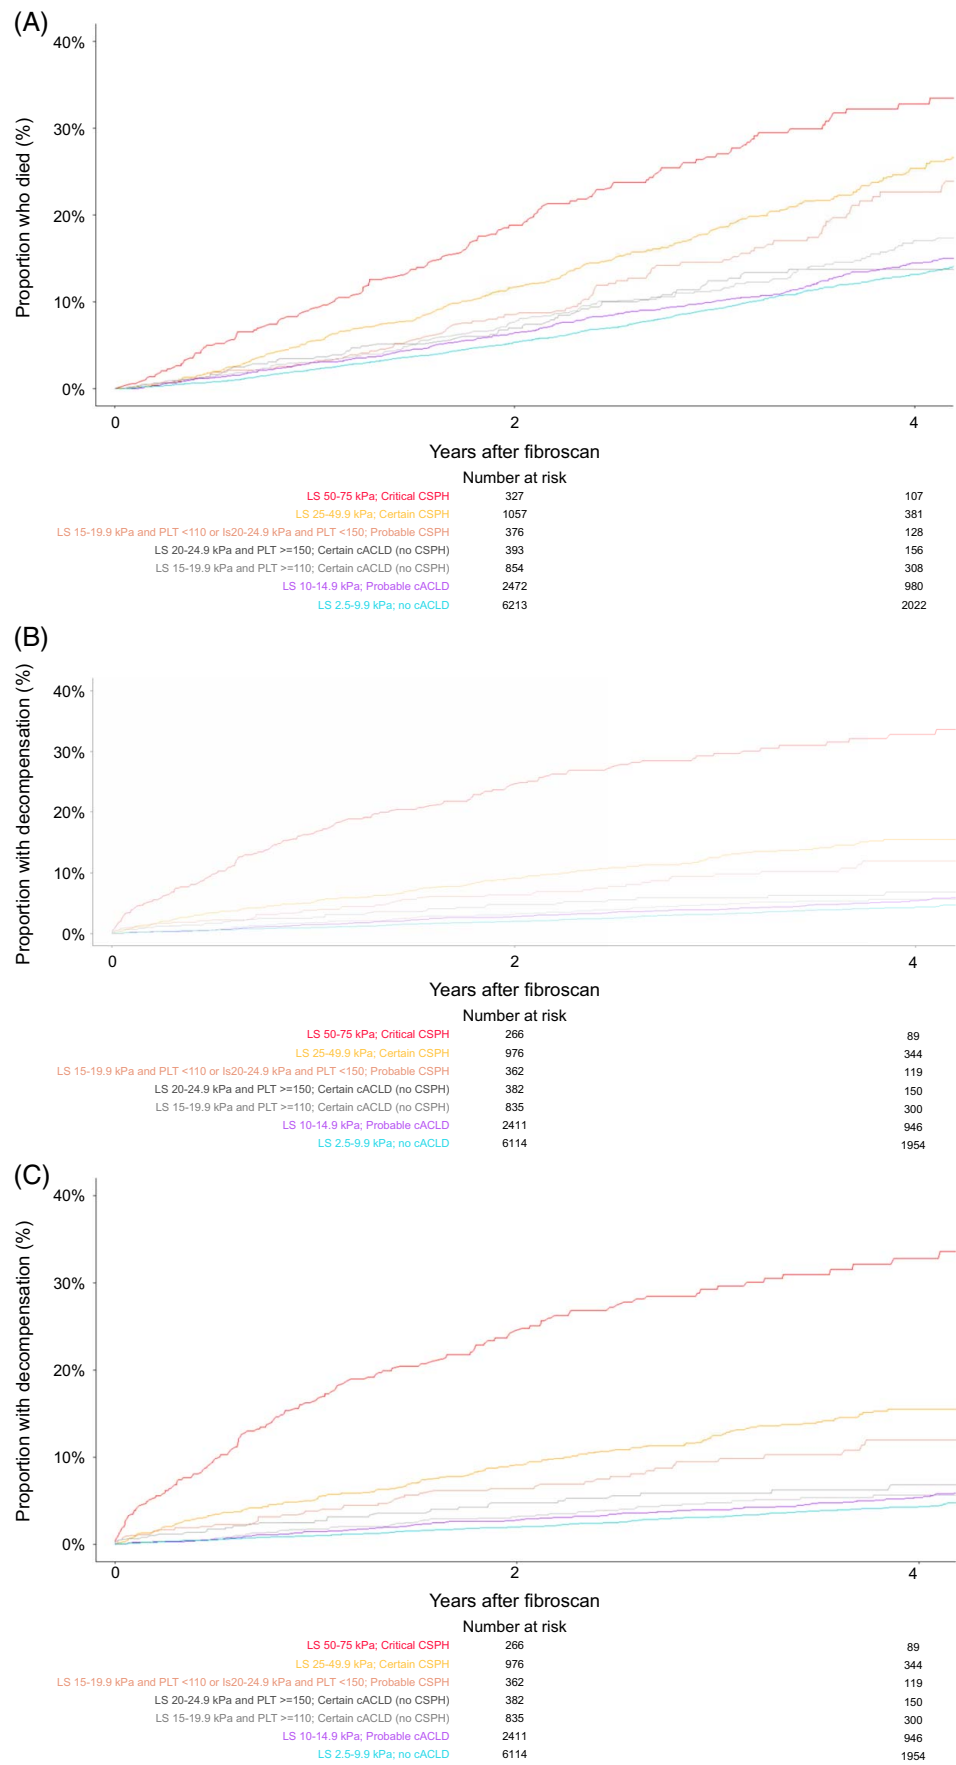 (A)
40%
30%
20%
10%
0%
Proportion who died (%)
0 2 4
Years after fibroscan
Number at risk
LS 50-75 kPa; Critical CSPH 327 107
LS 25-49.9 kPa; Certain CSPH 1057 381
LS 15-19.9 kPa and PLT <110 or ls20-24.9 kPa and PLT <150; Probable CSPH 376 128
LS 20-24.9 kPa and PLT >=150; Certain cACLD (no CSPH) 393 156
LS 15-19.9 kPa and PLT >=110; Certain cACLD (no CSPH) 854 308
LS 10-14.9 kPa; Probable cACLD 2472 980
LS 2.5-9.9 kPa; no cACLD 6213 2022
(B)
40%
30%
20%
10%
0%
Proportion with decompensation (%)
0 2 4
Years after fibroscan
Number at risk
LS 50-75 kPa; Critical CSPH 266 89
LS 25-49.9 kPa; Certain CSPH 976 344
LS 15-19.9 kPa and PLT <110 or ls20-24.9 kPa and PLT <150; Probable CSPH 362 119
LS 20-24.9 kPa and PLT >=150; Certain cACLD (no CSPH) 382 150
LS 15-19.9 kPa and PLT >=110; Certain cACLD (no CSPH) 835 300
LS 10-14.9 kPa; Probable cACLD 2411 946
LS 2.5-9.9 kPa; no cACLD 6114 1954
(C)
40%
30%
20%
10%
0%
Proportion with decompensation (%)
0 2 4
Years after fibroscan
Number at risk
LS 50-75 kPa; Critical CSPH 266 89
LS 25-49.9 kPa; Certain CSPH 976 344
LS 15-19.9 kPa and PLT <110 or ls20-24.9 kPa and PLT <150; Probable CSPH 362 119
LS 20-24.9 kPa and PLT >=150; Certain cACLD (no CSPH) 382 150
LS 15-19.9 kPa and PLT >=110; Certain cACLD (no CSPH) 835 300
LS 10-14.9 kPa; Probable cACLD 2411 946
LS 2.5-9.9 kPa; no cACLD 6114 1954